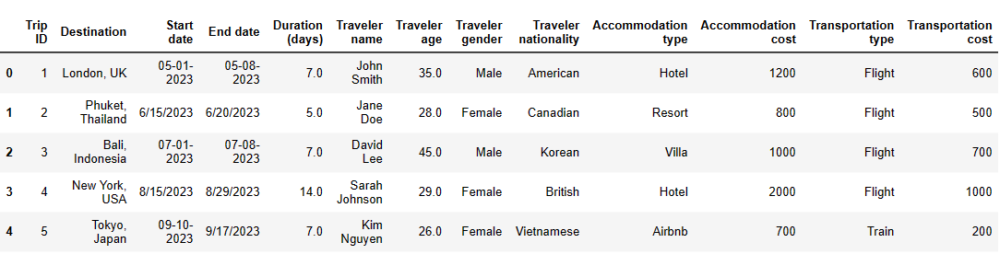 Trip ID Destination Start date End date Duration (days) Traveler name Traveler age Traveler gender Traveler nationality Accommodation type Accommodation cost Transportation type Transportation cost
0 1 London, UK 05-01-2023 05-08-2023 7.0 John Smith 35.0 Male American Hotel 1200 Flight 600
1 2 Phuket, Thailand 6/15/2023 6/20/2023 5.0 Jane Doe 28.0 Female Canadian Resort 800 Flight 500
2 3 Bali, Indonesia 07-01-2023 07-08-2023 7.0 David Lee 45.0 Male Korean Villa 1000 Flight 700
3 4 New York, USA 8/15/2023 8/29/2023 14.0 Sarah Johnson 29.0 Female British Hotel 2000 Flight 1000
4 5 Tokyo, Japan 09-10-2023 9/17/2023 7.0 Kim Nguyen 26.0 Female Vietnamese Airbnb 700 Train 200